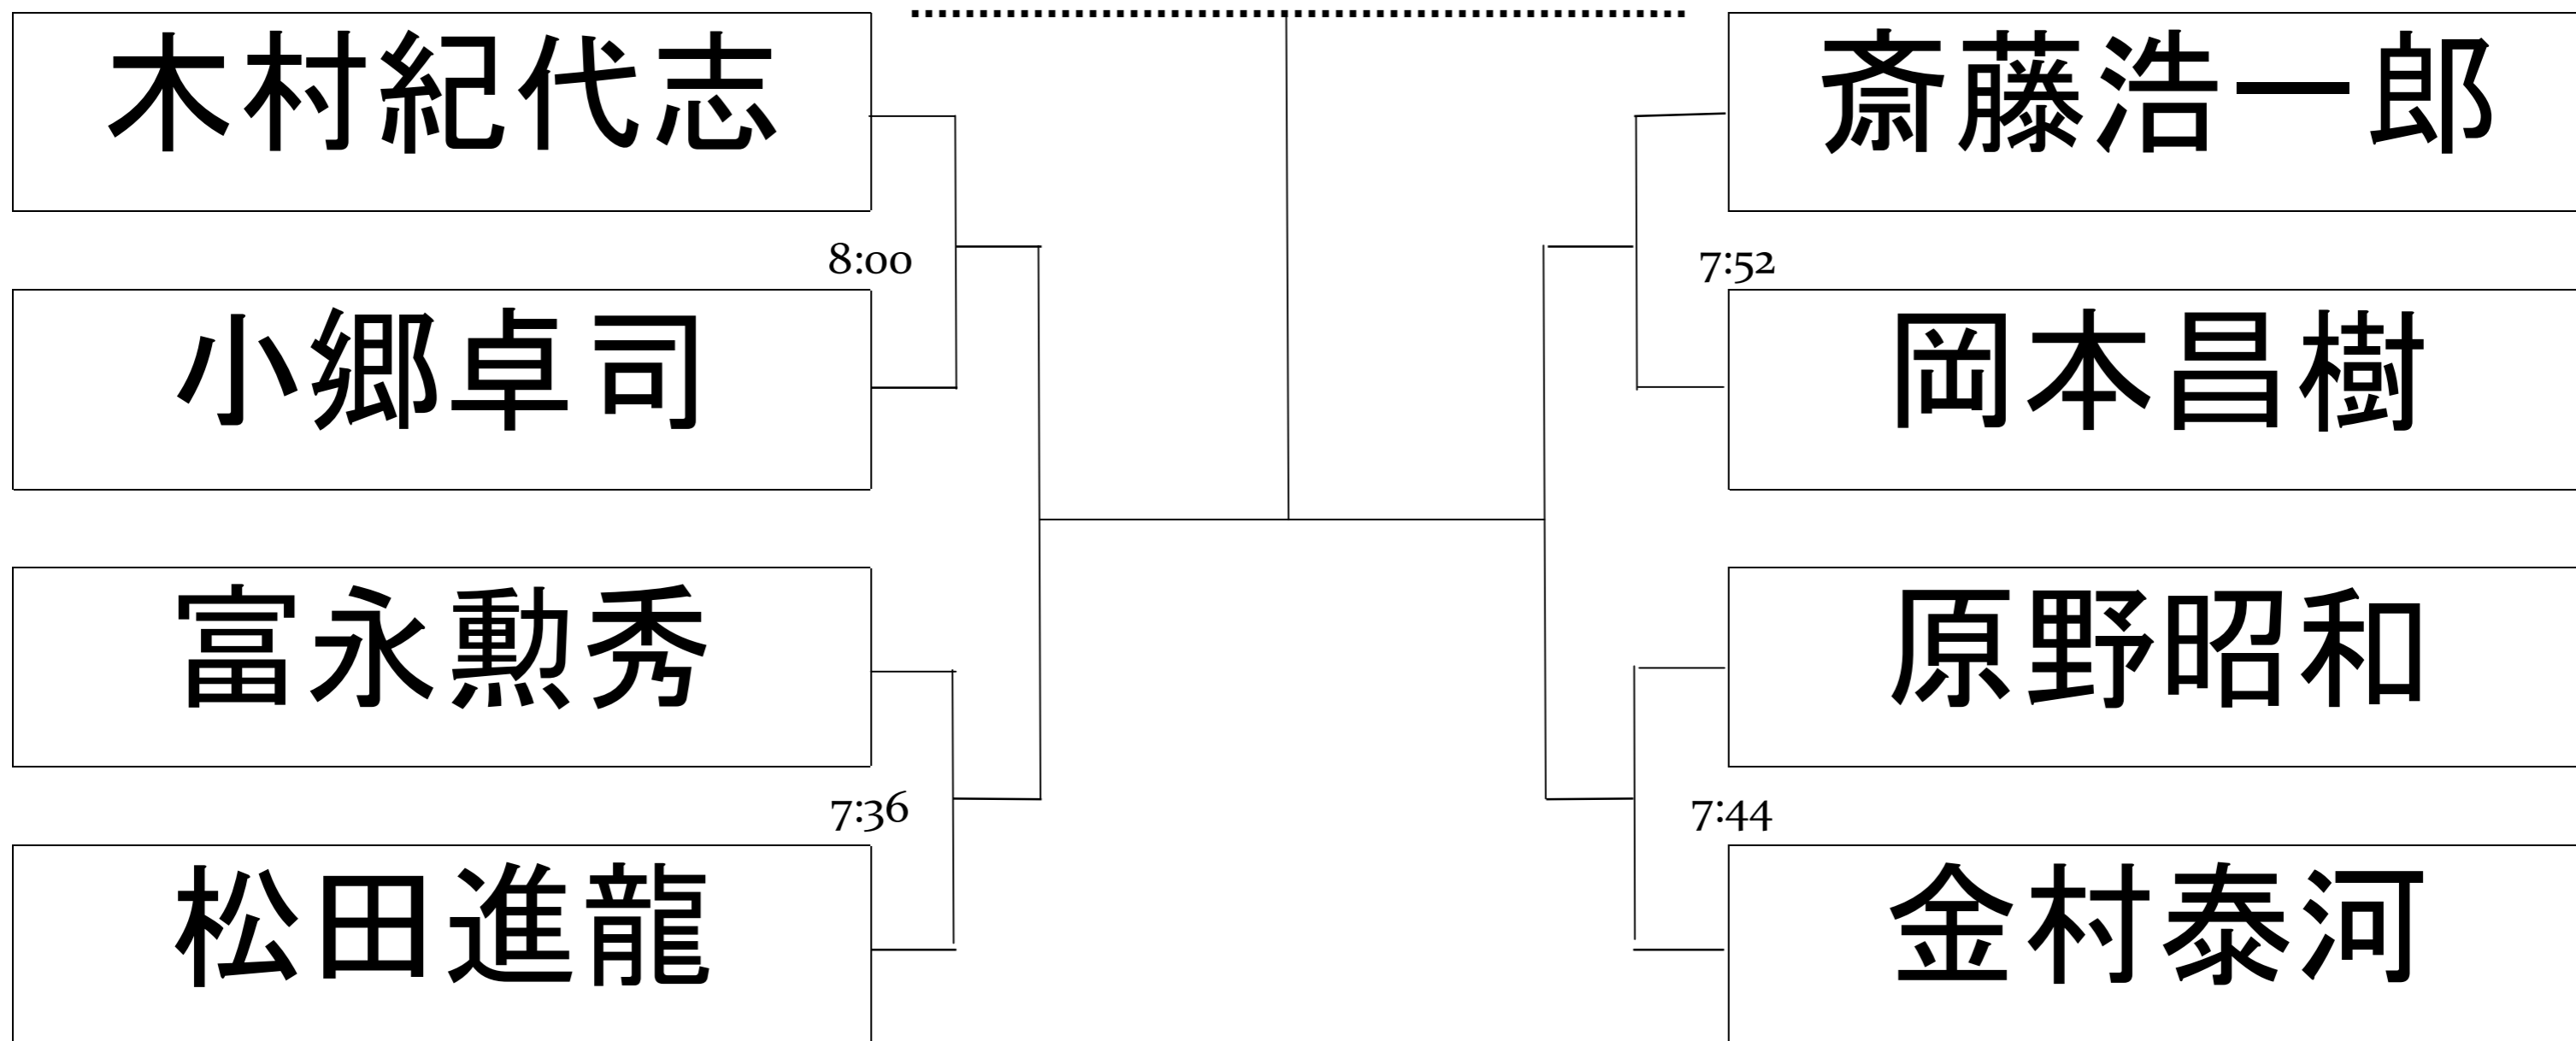 木村紀代志
斎藤浩一郎
8:00
7:52
小郷卓司
岡本昌樹
富永勲秀
原野昭和
7:36
7:44
松田進龍
金村泰河